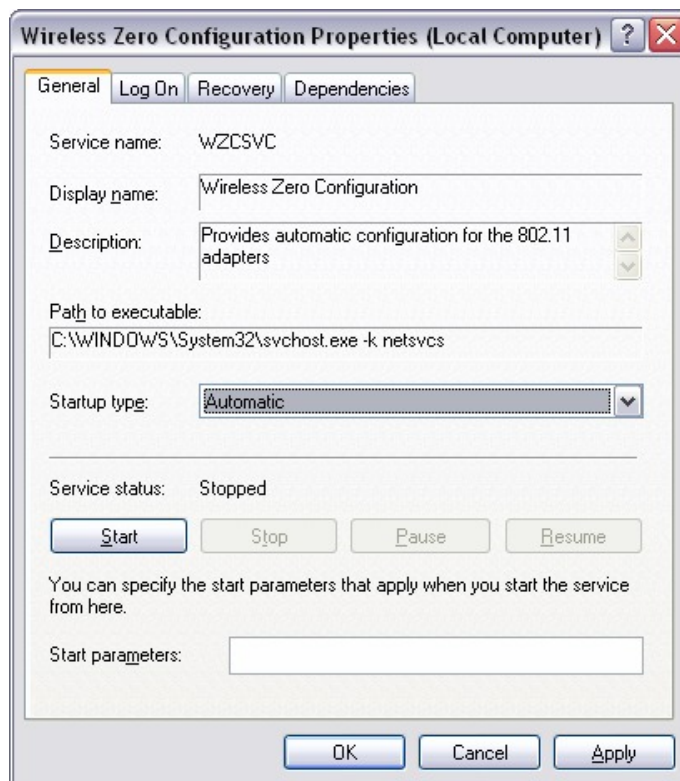 Wireless Zero Configuration Properties (Local Computer)
General Log On Recovery Dependencies
Service name: WZCSVC
Display name: Wireless Zero Configuration
Description: Provides automatic configuration for the 802.11
adapters
Path to executable:
C:\WINDOWS\System32\svchost.exe -k netsvcs
Startup type: Automatic
Service status: Stopped
Start Stop Pause Resume
You can specify the start parameters that apply when you start the service
from here.
Start parameters:
OK Cancel Apply